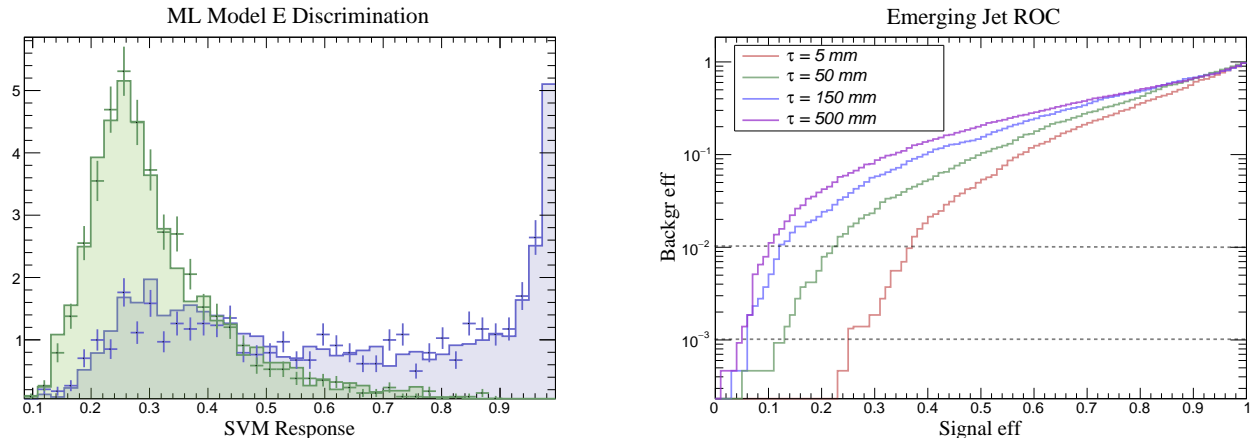 ML Model E Discrimination
5
4
3
2
1
0.1 0.2 0.3 0.4 0.5 0.6 0.7 0.8 0.9
SVM Response
Emerging Jet ROC
τ = 5 mm
τ = 50 mm
τ = 150 mm
τ = 500 mm
Backgr eff
1
10⁻¹
10⁻²
10⁻³
0 0.1 0.2 0.3 0.4 0.5 0.6 0.7 0.8 0.9 1
Signal eff